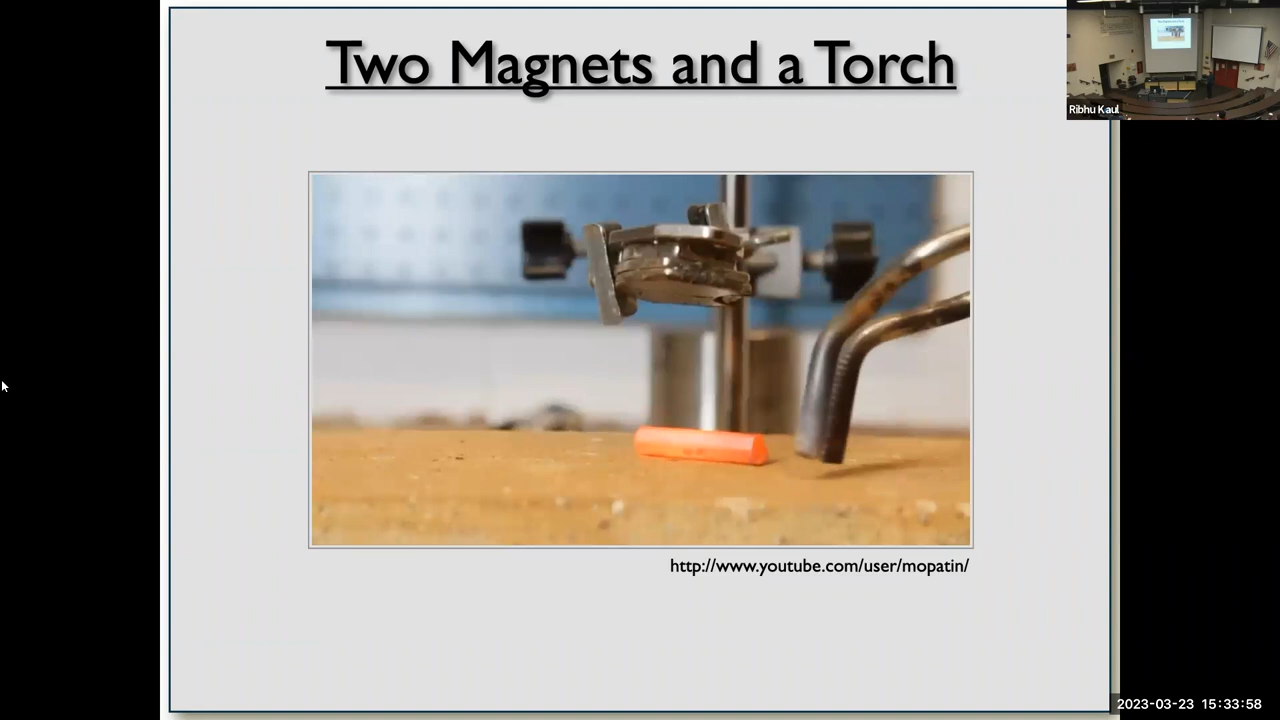 Two Magnets and a Torch
Ribhu Kaul
http://www.youtube.com/user/mopatin/
2023-03-23 15:33:58